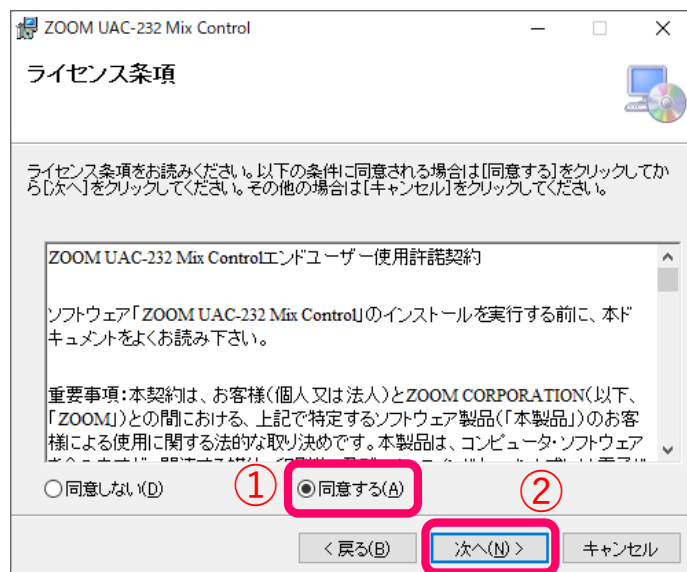 ZOOM UAC-232 Mix Control
ライセンス条項
ライセンス条項をお読みください。以下の条件に同意される場合は[同意する]をクリックしてか
ら[次へ]をクリックしてください。その他の場合は[キャンセル]をクリックしてください。
ZOOM UAC-232 Mix Controlエンドユーザー使用許諾契約
ソフトウェア「ZOOM UAC-232 Mix Control」のインストールを実行する前に、本ド
キュメントをよくお読み下さい。
重要事項:本契約は、お客様(個人又は法人)とZOOM CORPORATION(以下、
「ZOOM」)との間における、上記で特定するソフトウェア製品(「本製品」)のお客
様による使用に関する法的な取り決めです。本製品は、コンピュータ・ソフトウェア
同意しない(D) ① 同意する(A) ②
< 戻る(B) 次へ(N) > キャンセル